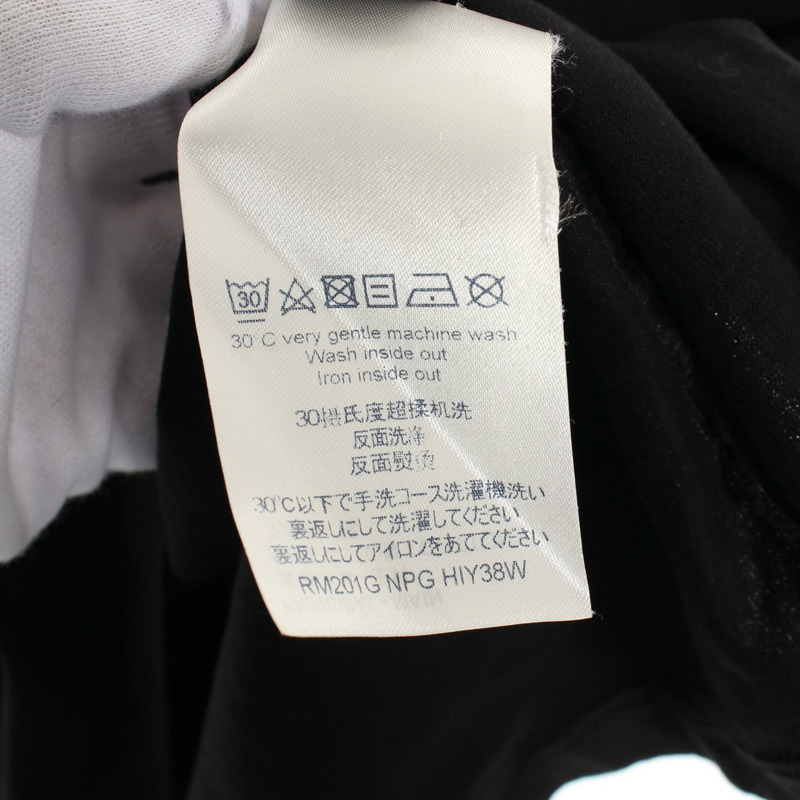 30
30°C very gentle machine wash
Wash inside out
Iron inside out
30摄氏度超揉机洗
反面洗净
反面熨烫
30°C以下で手洗コース洗濯機洗い
裏返しにして洗濯してください
裏返しにしてアイロンをあててください
RM201G NPG HIY38W